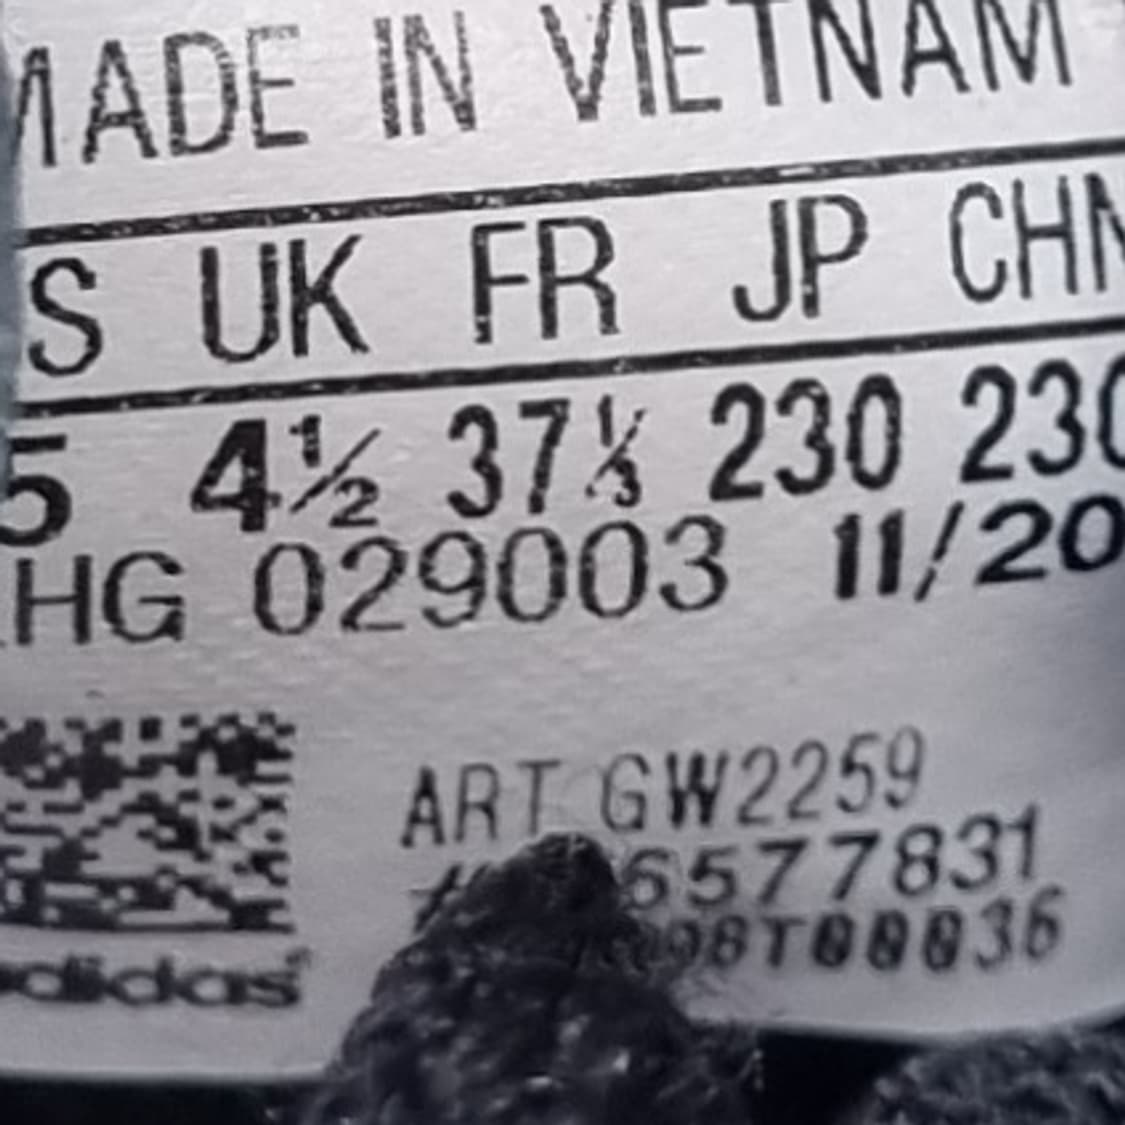 MADE IN VIETNAM
S UK FR JP CHN
5 4½ 37⅓ 230 230
HG 029003 11/20
ART GW2259
6577831
98T00036
adidas